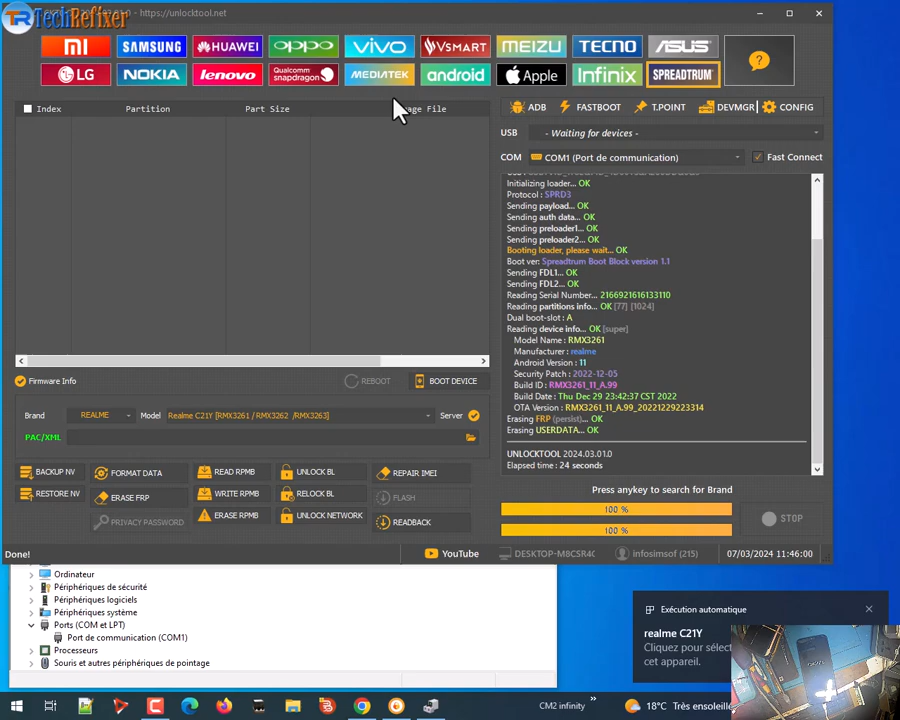 TechRefixer
https://unlocktool.net
MI SAMSUNG HUAWEI OPPO vivo VSMART MEIZU TECNO ASUS
LG NOKIA lenovo Qualcomm snapdragon MEDIATEK android Apple Infinix SPREADTRUM
?
Index Partition Part Size
ADB FASTBOOT T.POINT DEVMGR CONFIG
USB - Waiting for devices -
COM COM1 (Port de communication) Fast Connect
Initializing loader... OK
Protocol : SPRD3
Sending payload... OK
Sending auth data... OK
Sending preloader1... OK
Sending preloader2... OK
Booting loader, please wait... OK
Boot ver: Spreadtrum Boot Block version 1.1
Sending FDL1... OK
Sending FDL2... OK
Reading Serial Number... 2166921616133110
Reading partitions info... OK [77] [1024]
Dual boot-slot : A
Reading device info... OK [super]
Model Name : RMX3261
Manufacturer : realme
Android Version : 11
Security Patch : 2022-12-05
Build ID : RMX3261_11_A.99
Build Date : Thu Dec 29 23:42:37 CST 2022
OTA Version : RMX3261_11_A.99_20221229223314
Erasing FRP (persist)... OK
Erasing USERDATA... OK
UNLOCKTOOL 2024.03.01.0
Elapsed time : 24 seconds
Firmware Info REBOOT BOOT DEVICE
Brand REALME Model Realme C21Y [RMX3261 / RMX3262 /RMX3263] Server
PAC/XML
BACKUP NV FORMAT DATA READ RPMB UNLOCK BL REPAIR IMEI
RESTORE NV ERASE FRP WRITE RPMB RELOCK BL FLASH
PRIVACY PASSWORD ERASE RPMB UNLOCK NETWORK READBACK
Press anykey to search for Brand
100 %
100 %
STOP
Done! YouTube DESKTOP-M8CSR4C infosimsof (215) 07/03/2024 11:46:00
Ordinateur
Périphériques de sécurité
Périphériques logiciels
Périphériques système
Ports (COM et LPT)
Port de communication (COM1)
Processeurs
Souris et autres périphériques de pointage
Exécution automatique
realme C21Y
Cliquez pour sélect
cet appareil.
CM2 infinity
18°C Très ensoleillé